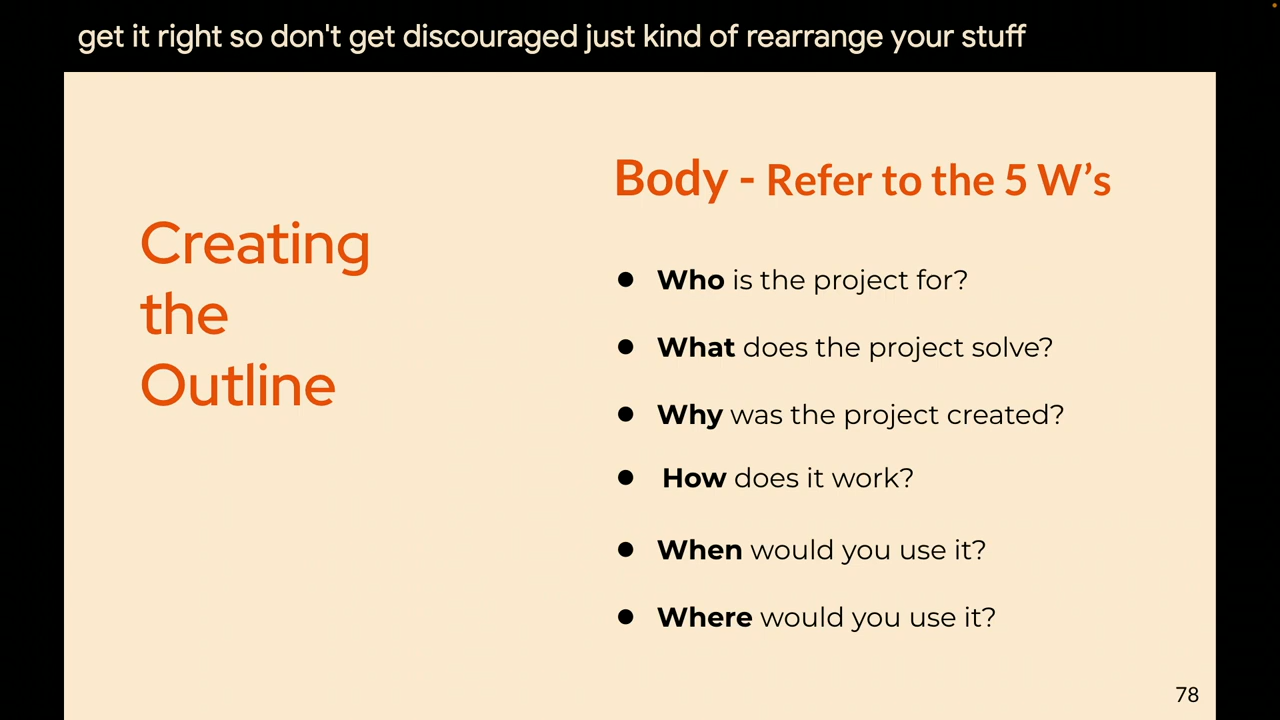 get it right so don't get discouraged just kind of rearrange your stuff
Creating
the
Outline
Body - Refer to the 5 W’s
● Who is the project for?
● What does the project solve?
● Why was the project created?
● How does it work?
● When would you use it?
● Where would you use it?
78